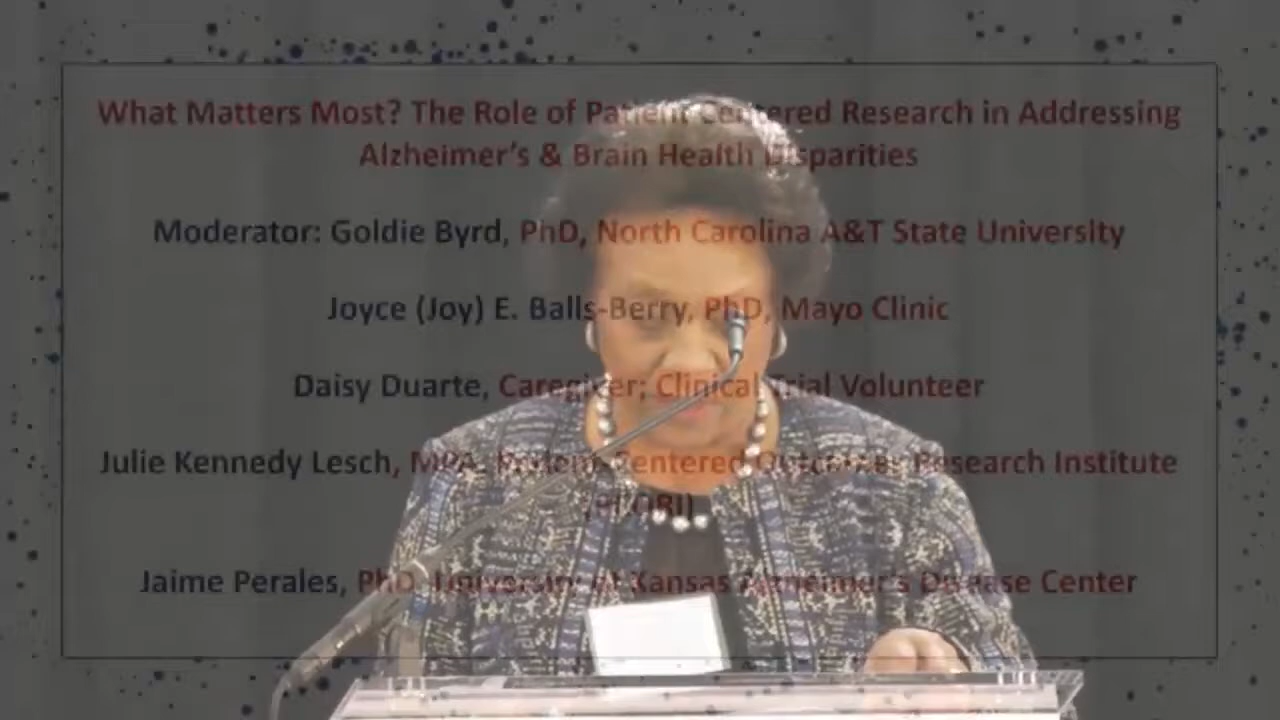 What Matters Most? The Role of Patient Centered Research in Addressing
Alzheimer's & Brain Health Disparities
Moderator: Goldie Byrd, PhD, North Carolina A&T State University
Joyce (Joy) E. Balls-Berry, PhD, Mayo Clinic
Daisy Duarte, Caregiver; Clinical Trial Volunteer
Julie Kennedy Lesch, MPA, Patient-Centered Outcomes Research Institute
(PCORI)
Jaime Perales, PhD, University of Kansas Alzheimer's Disease Center